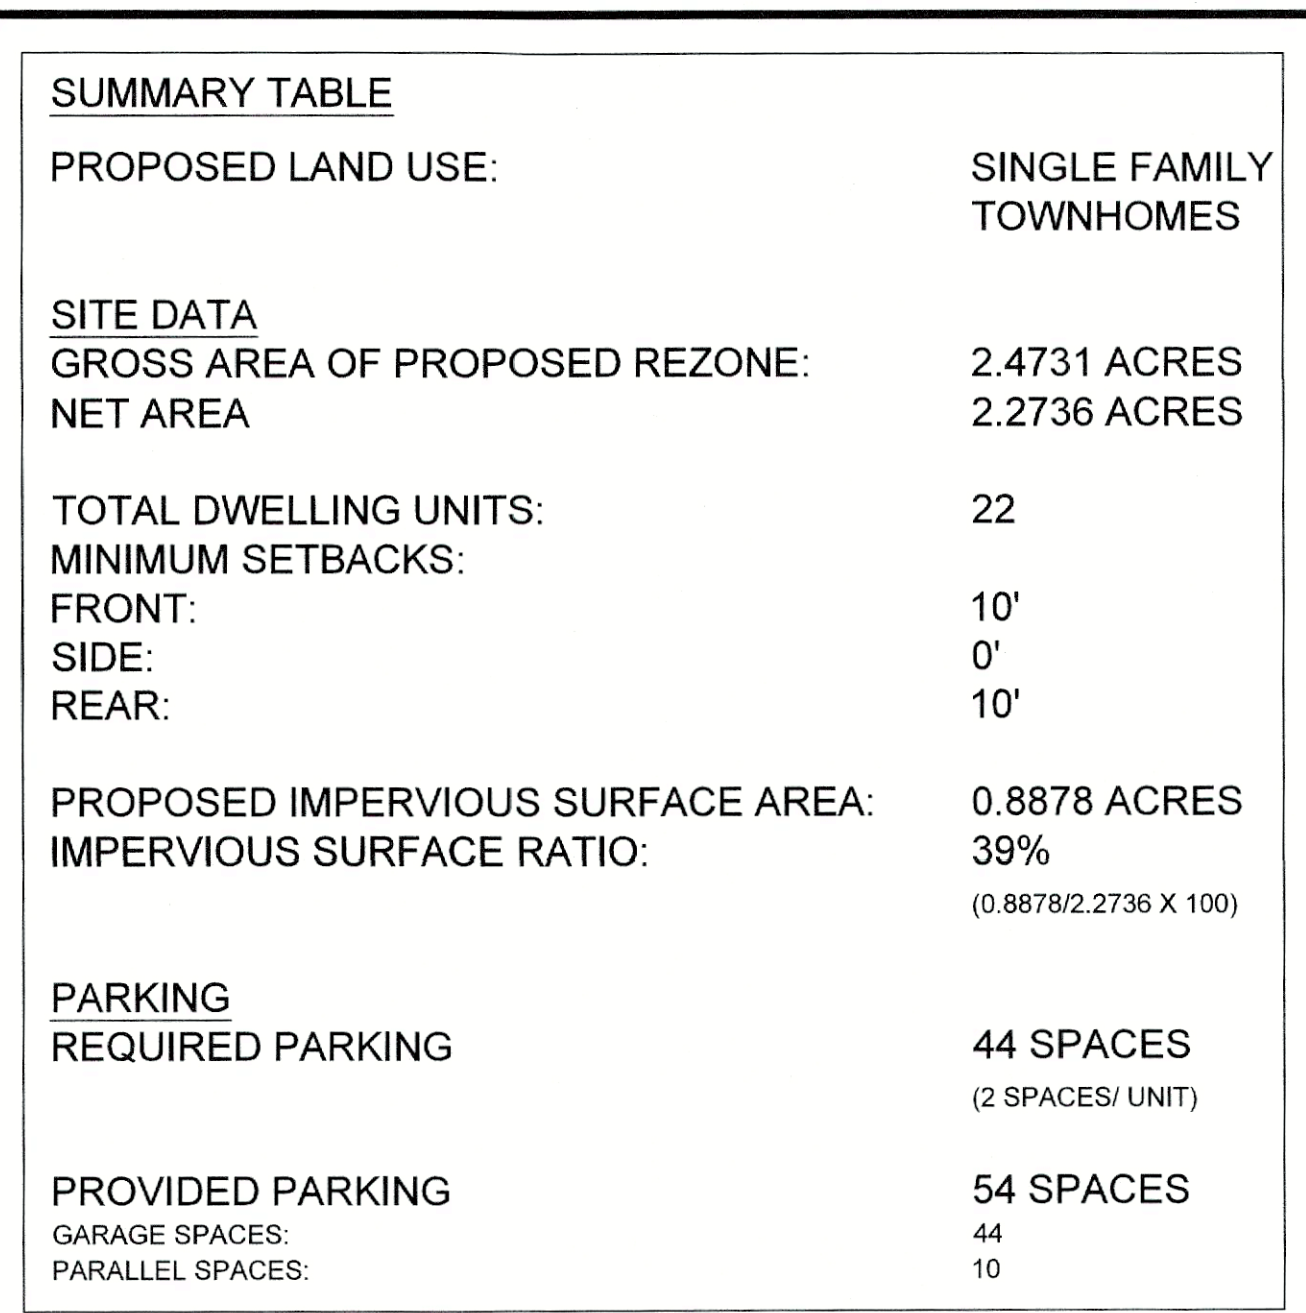 SUMMARY TABLE
PROPOSED LAND USE: SINGLE FAMILY
TOWNHOMES
SITE DATA
GROSS AREA OF PROPOSED REZONE: 2.4731 ACRES
NET AREA 2.2736 ACRES
TOTAL DWELLING UNITS: 22
MINIMUM SETBACKS:
FRONT: 10'
SIDE: 0'
REAR: 10'
PROPOSED IMPERVIOUS SURFACE AREA: 0.8878 ACRES
IMPERVIOUS SURFACE RATIO: 39%
(0.8878/2.2736 X 100)
PARKING
REQUIRED PARKING 44 SPACES
(2 SPACES/ UNIT)
PROVIDED PARKING 54 SPACES
GARAGE SPACES: 44
PARALLEL SPACES: 10